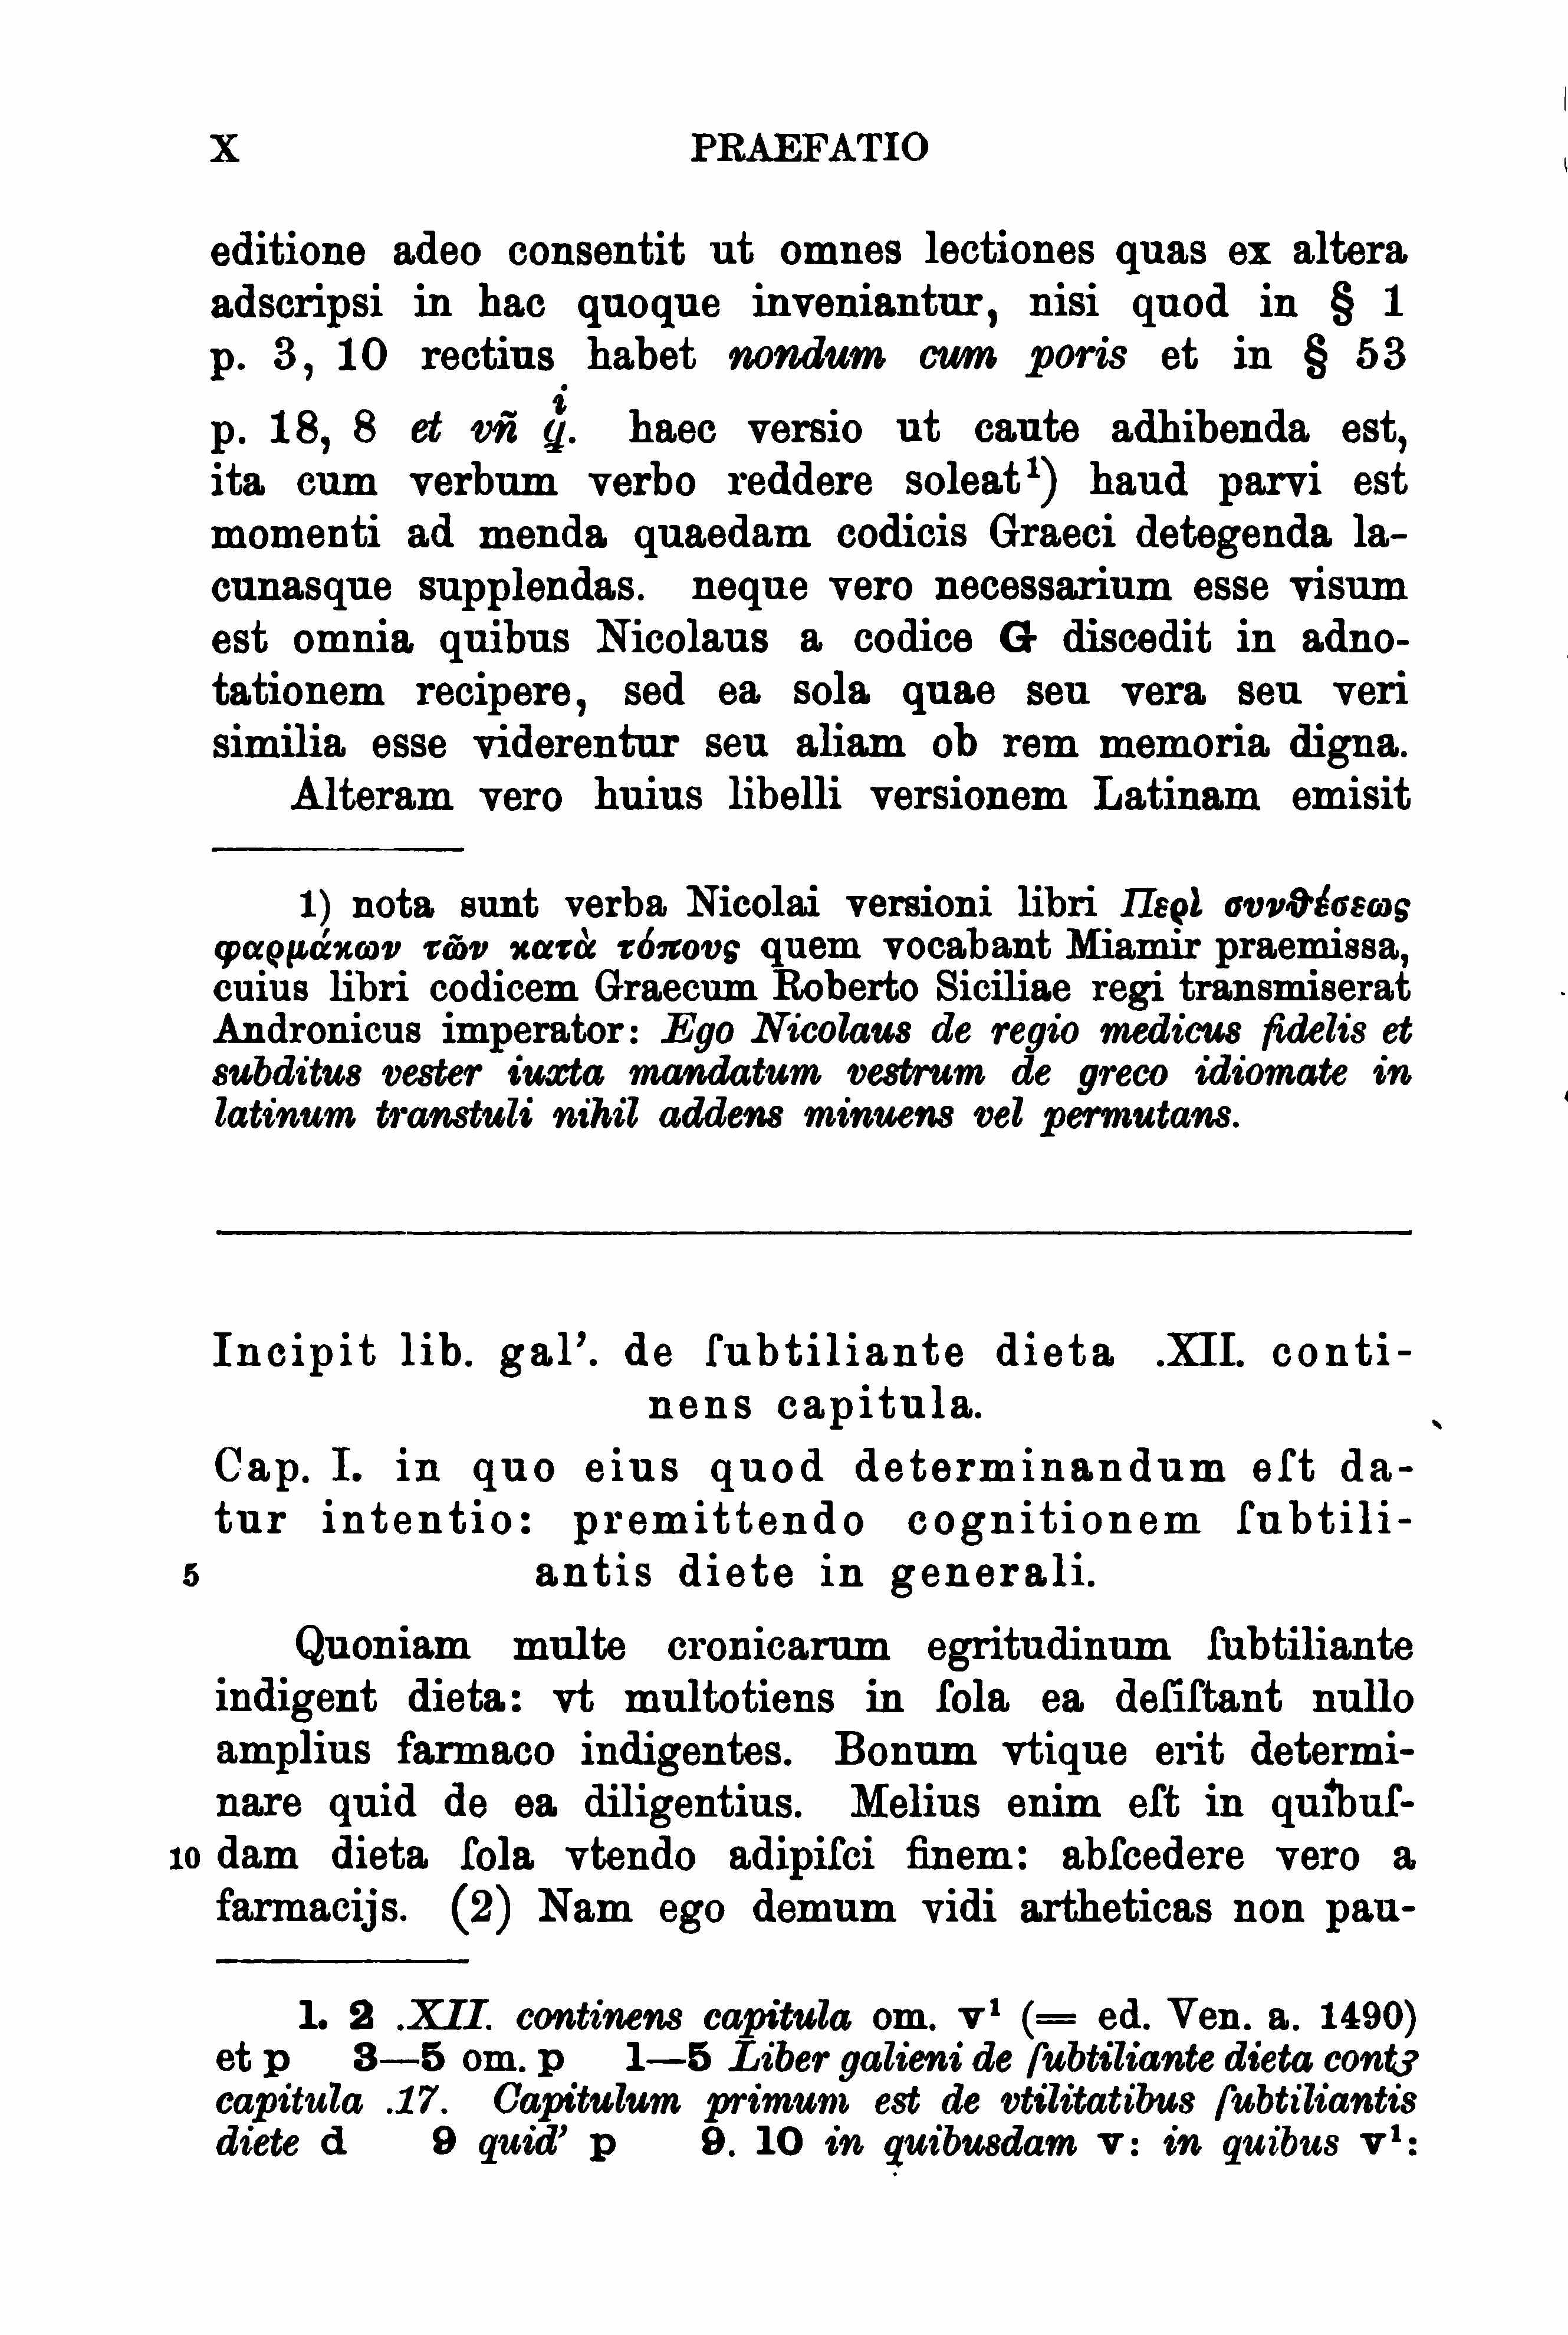 X PRAEFATIO
editione adeo consentit ut omnes lectiones quas ex altera
adscripsi in hac quoque inveniantur, nisi quod in § 1
p. 3, 10 rectius habet nondum cum poris et in § 53
p. 18, 8 et vñ qͥ. haec versio ut caute adhibenda est,
ita cum verbum verbo reddere soleat¹) haud parvi est
momenti ad menda quaedam codicis Graeci detegenda la-
cunasque supplendas. neque vero necessarium esse visum
est omnia quibus Nicolaus a codice G discedit in adno-
tationem recipere, sed ea sola quae seu vera seu veri
similia esse viderentur seu aliam ob rem memoria digna.
Alteram vero huius libelli versionem Latinam emisit
1) nota sunt verba Nicolai versioni libri Περὶ συνϑέσεως
φαρμάκων τῶν κατὰ τόπους quem vocabant Miamir praemissa,
cuius libri codicem Graecum Roberto Siciliae regi transmiserat
Andronicus imperator: Ego Nicolaus de regio medicus fidelis et
subditus vester iuxta mandatum vestrum de greco idiomate in
latinum transtuli nihil addens minuens vel permutans.
Incipit lib. gal’. de ſubtiliante dieta .XII. conti-
nens capitula.
Cap. I. in quo eius quod determinandum eſt da-
tur intentio: premittendo cognitionem ſubtili-
5 antis diete in generali.
Quoniam multe cronicarum egritudinum ſubtiliante
indigent dieta: vt multotiens in ſola ea deſiſtant nullo
amplius farmaco indigentes. Bonum vtique erit determi-
nare quid de ea diligentius. Melius enim eſt in quibuſ-
10 dam dieta ſola vtendo adipiſci finem: abſcedere vero a
farmacijs. (2) Nam ego demum vidi artheticas non pau-
1. 2 .XII. continens capitula om. v¹ (= ed. Ven. a. 1490)
et p 3—5 om. p 1—5 Liber galieni de ſubtiliante dieta contꝫ
capitula .17. Capitulum primum est de vtilitatibus ſubtiliantis
diete d 9 quid’ p 9. 10 in quibusdam v: in quibus v¹: